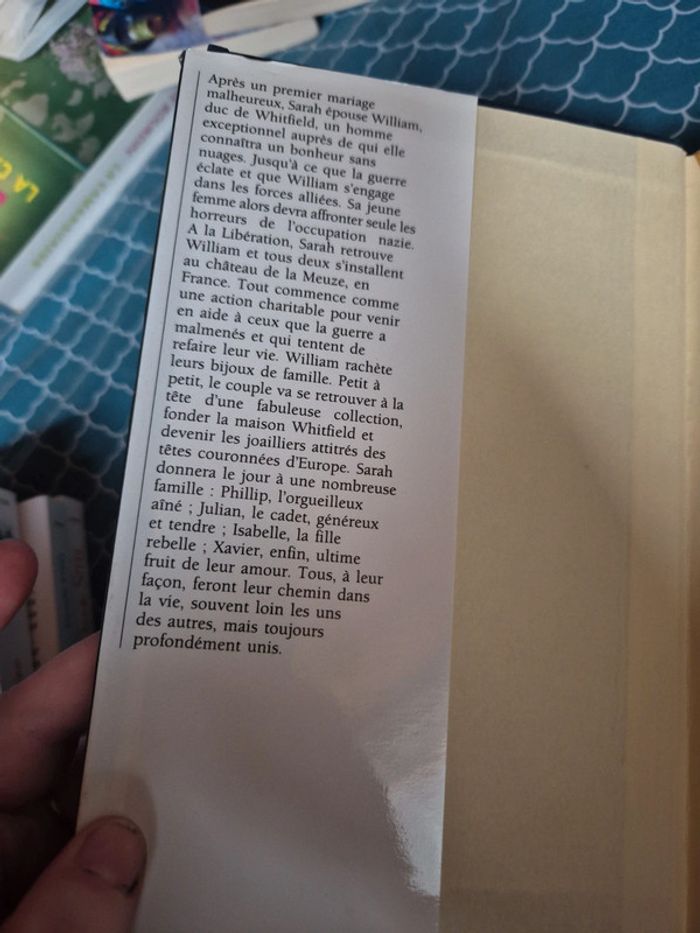 Après un premier mariage
malheureux, Sarah épouse William,
duc de Whitfield, un homme
exceptionnel auprès de qui elle
connaîtra un bonheur sans
nuages. Jusqu'à ce que la guerre
éclate et que William s'engage
dans les forces alliées. Sa jeune
femme alors devra affronter seule les
horreurs de l'occupation nazie.
A la Libération, Sarah retrouve
William et tous deux s'installent
au château de la Meuze, en
France. Tout commence comme
une action charitable pour venir
en aide à ceux que la guerre a
malmenés et qui tentent de
refaire leur vie. William rachète
leurs bijoux de famille. Petit à
petit, le couple va se retrouver à la
tête d'une fabuleuse collection,
fonder la maison Whitfield et
devenir les joailliers attitrés des
têtes couronnées d'Europe. Sarah
donnera le jour à une nombreuse
famille : Phillip, l'orgueilleux
aîné ; Julian, le cadet, généreux
et tendre ; Isabelle, la fille
rebelle ; Xavier, enfin, ultime
fruit de leur amour. Tous, à leur
façon, feront leur chemin dans
la vie, souvent loin les uns
des autres, mais toujours
profondément unis.
LA